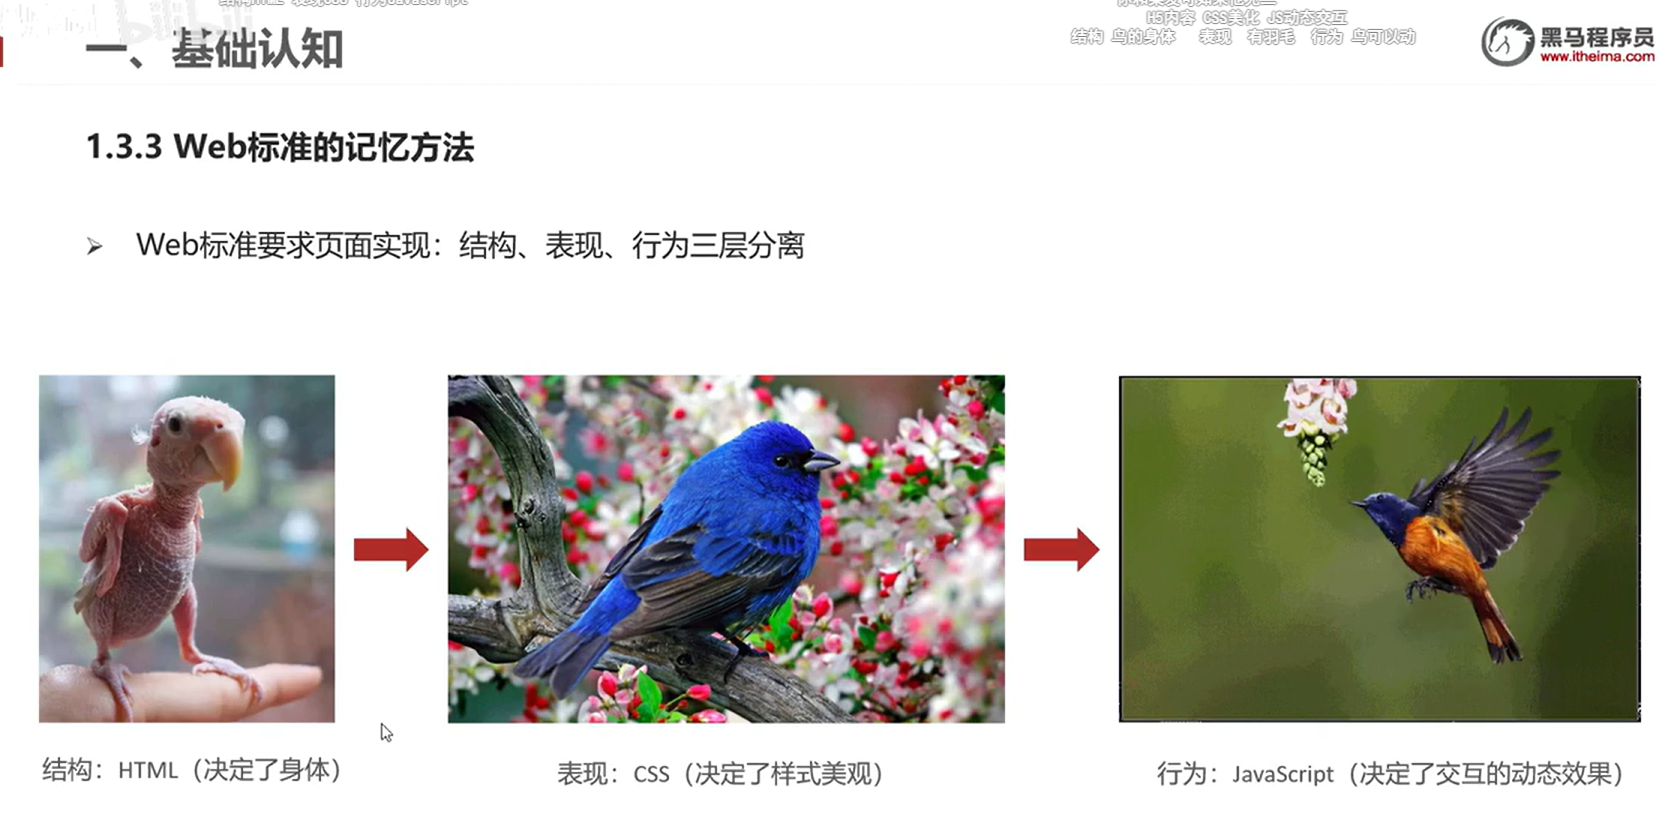 结构 鸟的身体  表现  有羽毛  行为 鸟可以动
H5内容 CSS美化 JS动态交互
黑马程序员
www.itheima.com
一、基础认知
1.3.3 Web标准的记忆方法
➢ Web标准要求页面实现：结构、表现、行为三层分离
结构：HTML（决定了身体）
表现：CSS（决定了样式美观）
行为：JavaScript（决定了交互的动态效果）